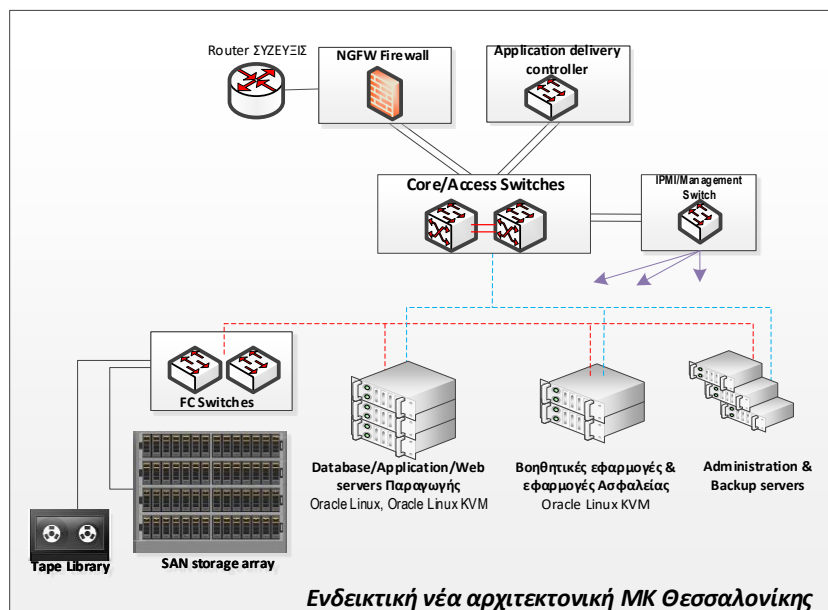 Router ΣΥΖΕΥΞΙΣ
NGFW Firewall
Application delivery
controller
Core/Access Switches
IPMI/Management
Switch
FC Switches
Database/Application/Web
servers Παραγωγής
Oracle Linux, Oracle Linux KVM
Βοηθητικές εφαρμογές &
εφαρμογές Ασφαλείας
Oracle Linux KVM
Administration &
Backup servers
Tape Library
SAN storage array
Ενδεικτική νέα αρχιτεκτονική ΜΚ Θεσσαλονίκης